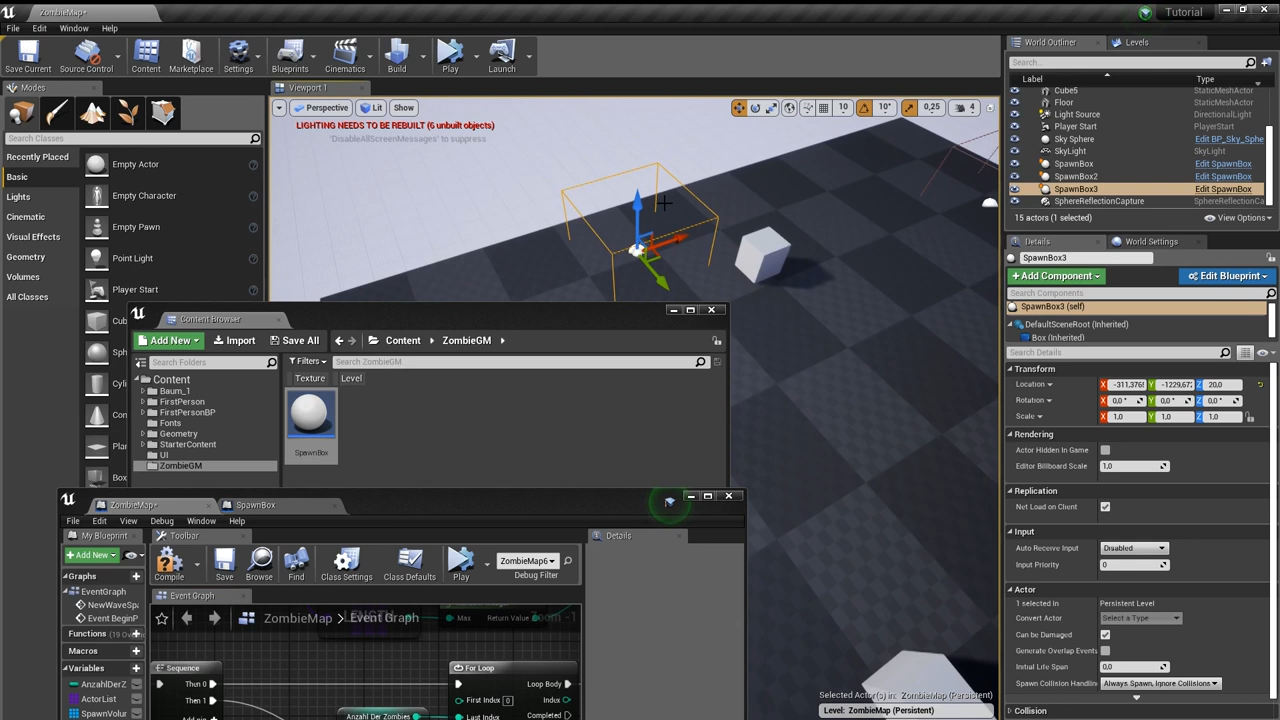 ZombieMap*
Tutorial
File Edit Window Help
Save Current Source Control Content Marketplace Settings Blueprints Cinematics Build Play Launch
Modes
Search Classes
Recently Placed
Basic
Lights
Cinematic
Visual Effects
Geometry
Volumes
All Classes
Empty Actor
Empty Character
Empty Pawn
Point Light
Player Start
Cub
Sph
Cyli
Con
Plan
Box
Viewport 1
Perspective Lit Show
10 10° 0,25 4
LIGHTING NEEDS TO BE REBUILT (6 unbuilt objects)
'DisableAllScreenMessages' to suppress
Selected Actor(s) in: ZombieMap (Persistent)
Level: ZombieMap (Persistent)
Content Browser
Add New Import Save All Content ZombieGM
Search Folders
Filters Search ZombieGM
Texture Level
Content
Baum_1
FirstPerson
FirstPersonBP
Fonts
Geometry
StarterContent
UI
ZombieGM
SpawnBox
ZombieMap* SpawnBox
File Edit View Debug Window Help
My Blueprint
Toolbar
Details
Add New
Compile Save Browse Find Class Settings Class Defaults Play
ZombieMap6
Debug Filter
Graphs
EventGraph
NewWaveSpa
Event BeginP
Functions
Macros
Variables
AnzahlDerZ
ActorList
SpawnVolur
Event Graph
ZombieMap > Event Graph
LENGTH
Max Return Value
Zoom -1
Sequence
Then 0
Then 1
Add pin
Anzahl Der Zombies
For Loop
Loop Body
First Index 0 Index
Last Index Completed
World Outliner Levels
Search...
Label Type
Cube5 StaticMeshActor
Floor StaticMeshActor
Light Source DirectionalLight
Player Start PlayerStart
Sky Sphere Edit BP_Sky_Sphe
SkyLight SkyLight
SpawnBox Edit SpawnBox
SpawnBox2 Edit SpawnBox
SpawnBox3 Edit SpawnBox
SphereReflectionCapture SphereReflectionCa
15 actors (1 selected) View Options
Details World Settings
SpawnBox3
Add Component Edit Blueprint
Search Components
SpawnBox3 (self)
DefaultSceneRoot (Inherited)
Box (Inherited)
Search Details
Transform
Location X -311,376 Y -1229,67 Z 20,0
Rotation X 0,0 ° Y 0,0 ° Z 0,0 °
Scale X 1,0 Y 1,0 Z 1,0
Rendering
Actor Hidden In Game
Editor Billboard Scale 1,0
Replication
Net Load on Client
Input
Auto Receive Input Disabled
Input Priority 0
Actor
1 selected in Persistent Level
Convert Actor Select a Type
Can be Damaged
Generate Overlap Events
Initial Life Span 0,0
Spawn Collision Handlin Always Spawn, Ignore Collisions
Collision